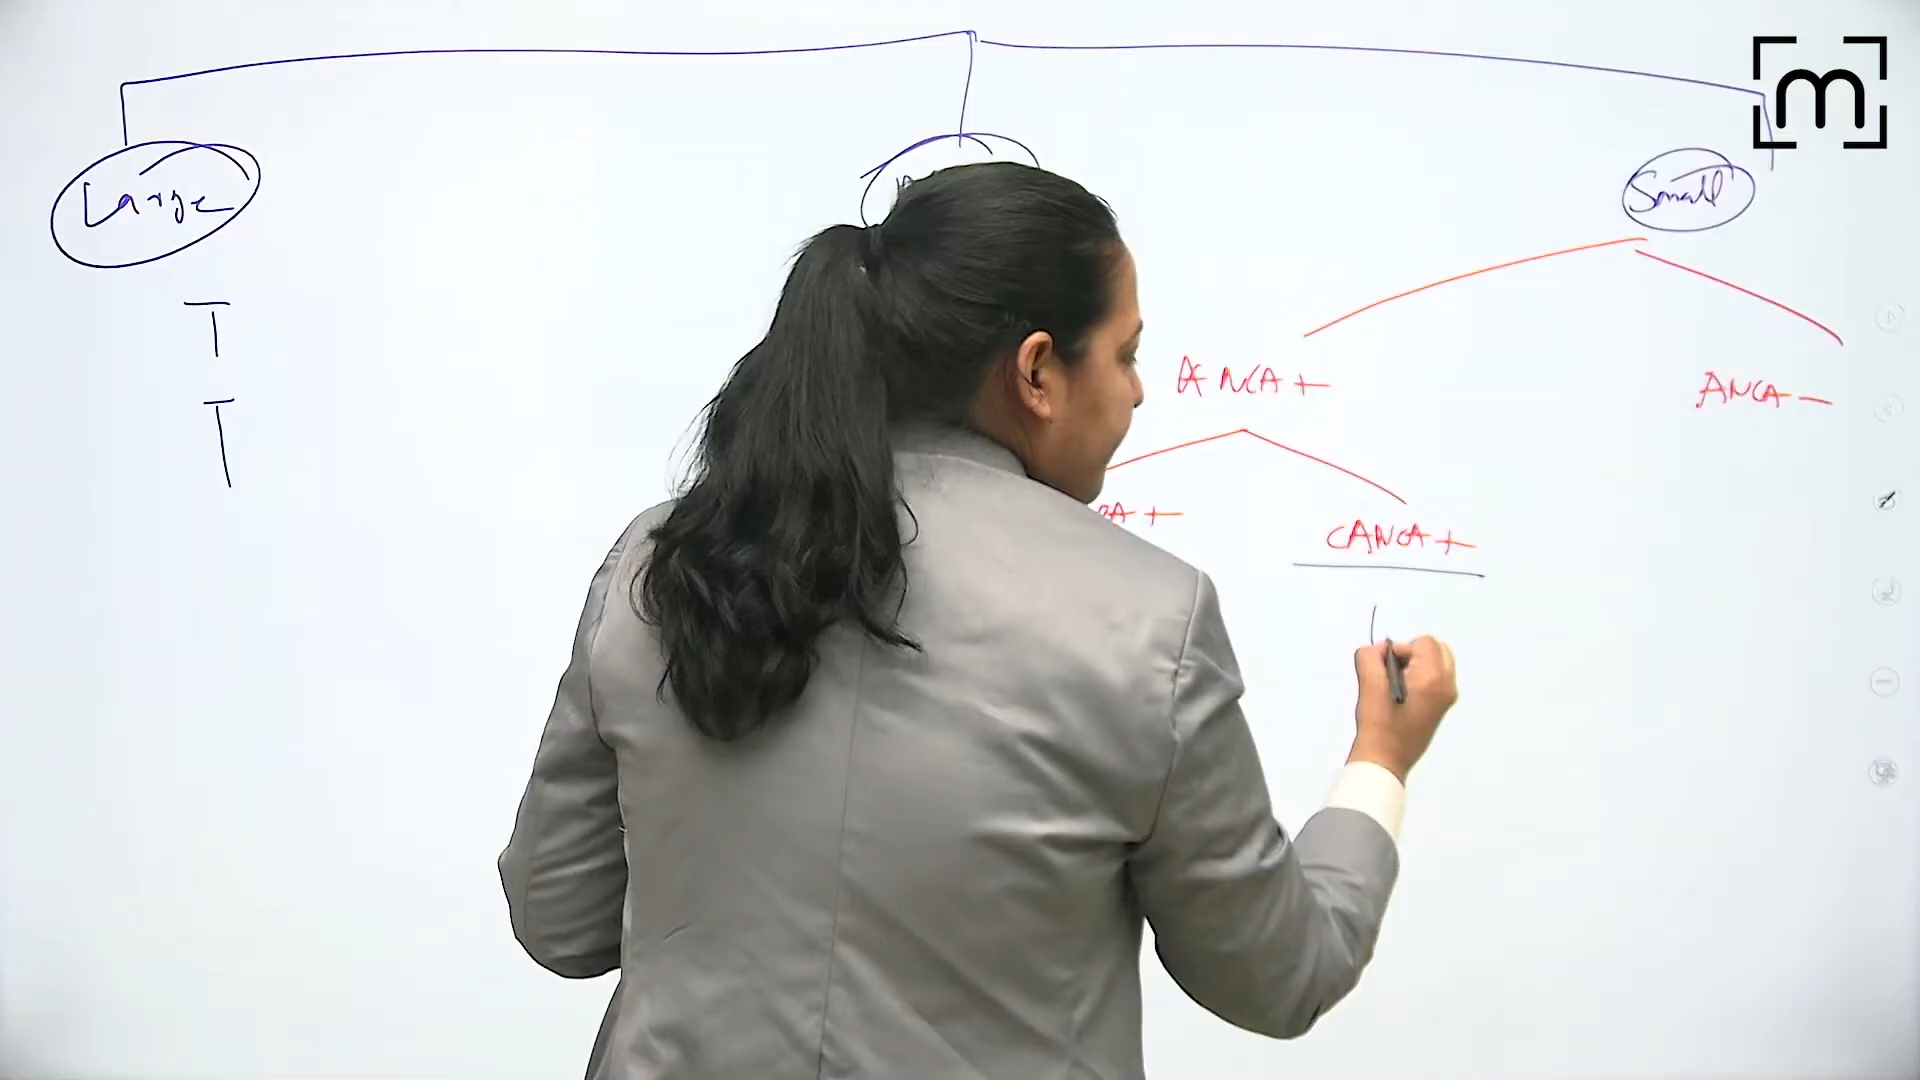 Large
Small
T
T
ANCA+
ANCA-
CANCA+